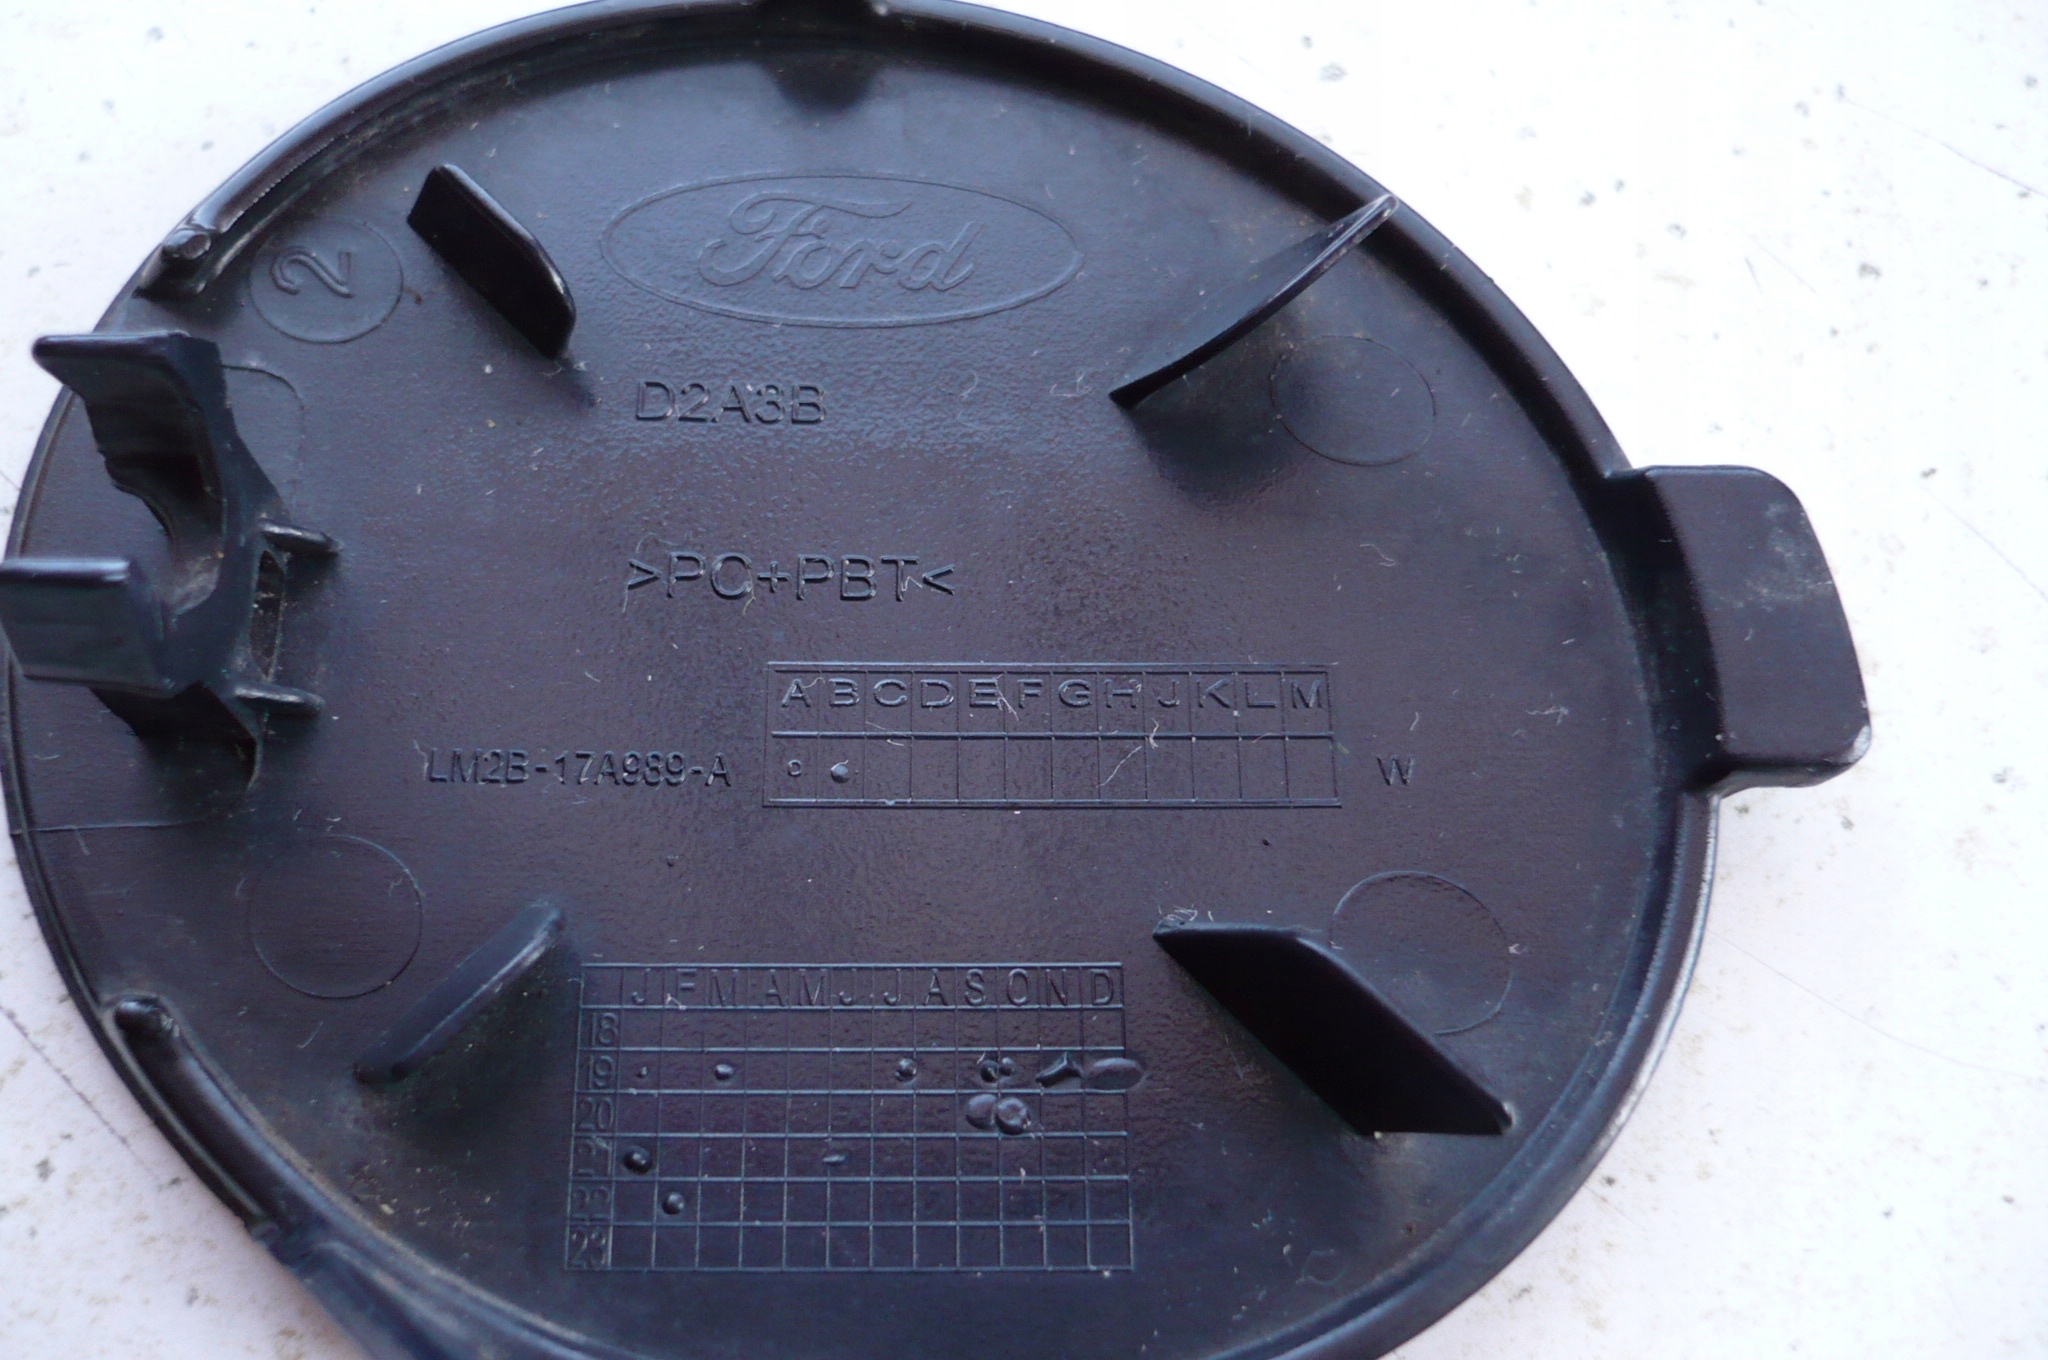 Ford
2
D2A3B
>PC+PBT<
A B C D E F G H J K L M
LM2B-17A989-A
W
J F M A M J J A S O N D
18
19
20
21
22
23